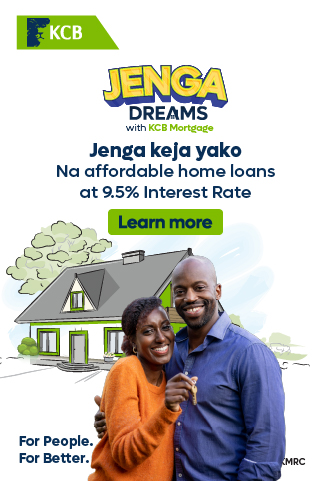 KCB
JENGA
DREAMS
with KCB Mortgage
Jenga keja yako
Na affordable home loans
at 9.5% Interest Rate
Learn more
For People.
For Better.
KMRC